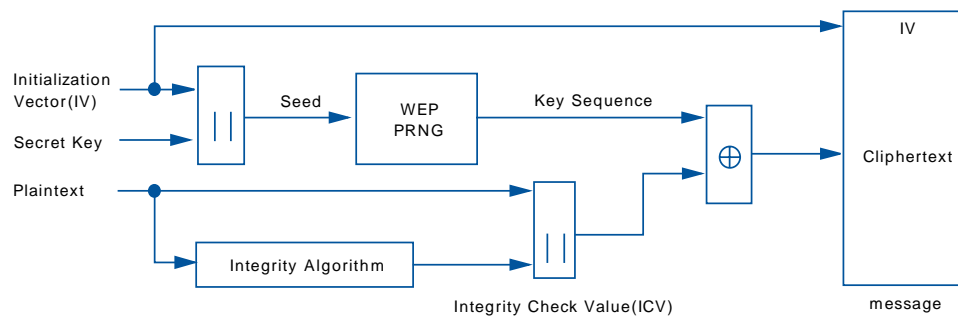 IV
Initialization
Vector(IV)
Seed
WEP
PRNG
Key Sequence
Secret Key
||
⊕
Cliphertext
Plaintext
||
Integrity Algorithm
Integrity Check Value(ICV)
message